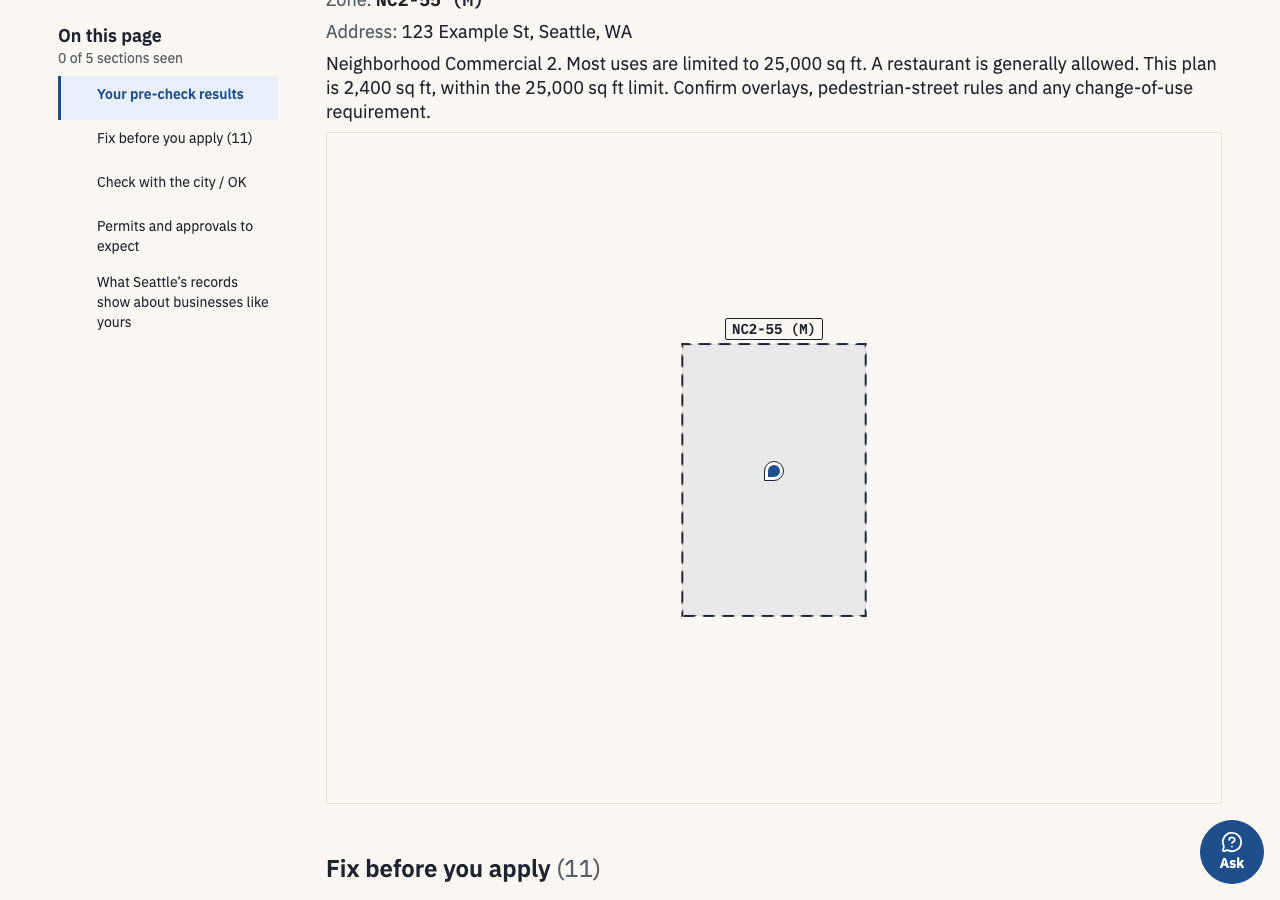 On this page
0 of 5 sections seen
Your pre-check results
Fix before you apply (11)
Check with the city / OK
Permits and approvals to
expect
What Seattle’s records
show about businesses like
yours
Zone: NC2-55 (M)
Address: 123 Example St, Seattle, WA
Neighborhood Commercial 2. Most uses are limited to 25,000 sq ft. A restaurant is generally allowed. This plan
is 2,400 sq ft, within the 25,000 sq ft limit. Confirm overlays, pedestrian-street rules and any change-of-use
requirement.
NC2-55 (M)
Fix before you apply (11)
Ask